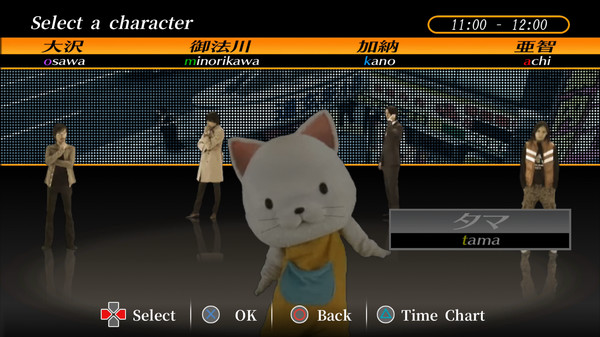 Select a character
11:00 - 12:00
大沢 御法川 加納 亜智
osawa minorikawa kano achi
タマ
tama
Select OK Back Time Chart